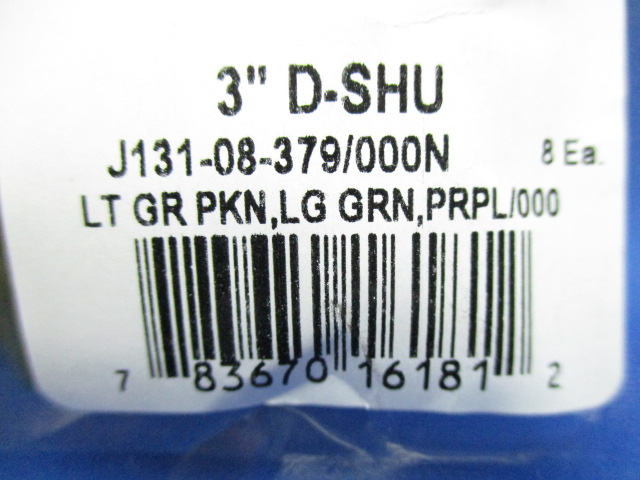 3" D-SHU
J131-08-379/000N 8 Ea.
LT GR PKN,LG GRN,PRPL/000
7 83670 16181 2